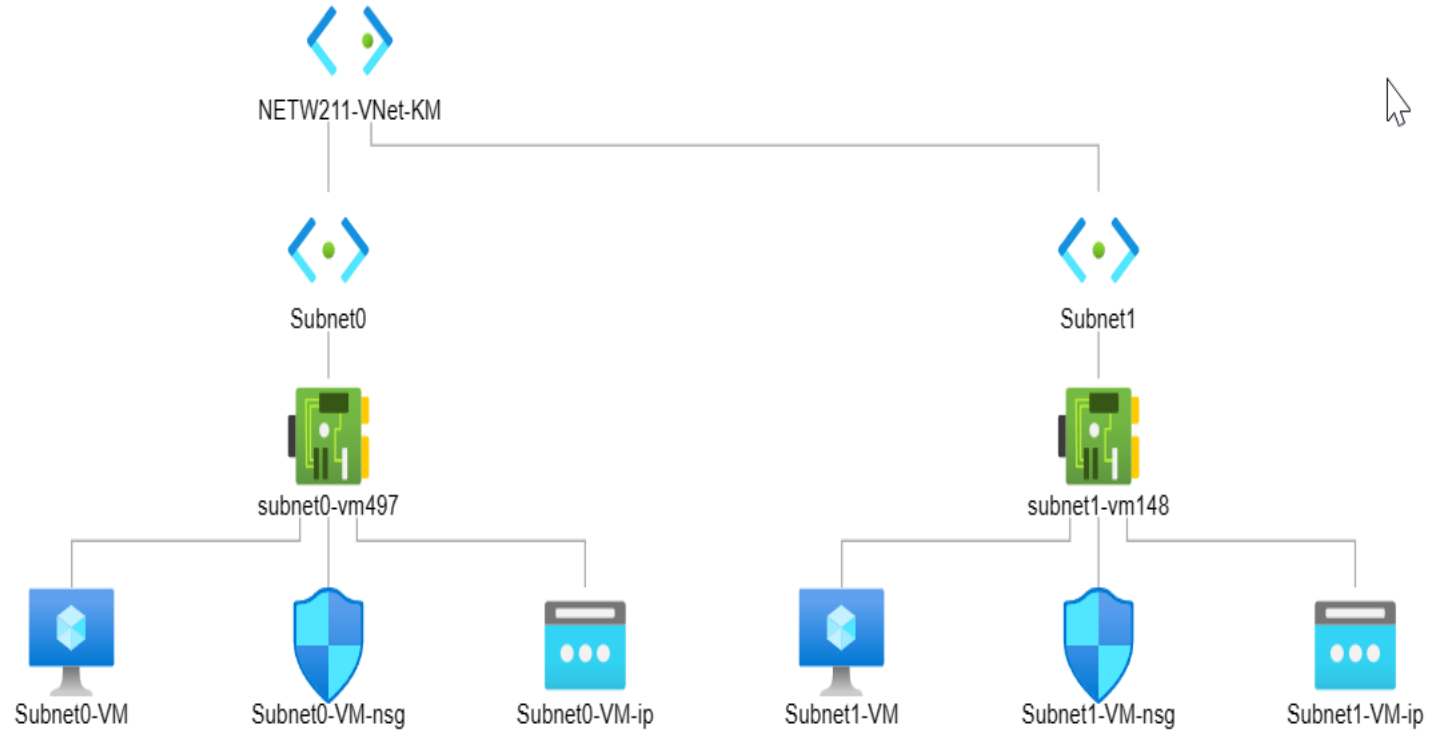 NETW211-VNet-KM
Subnet0
Subnet1
subnet0-vm497
subnet1-vm148
Subnet0-VM
Subnet0-VM-nsg
Subnet0-VM-ip
Subnet1-VM
Subnet1-VM-nsg
Subnet1-VM-ip